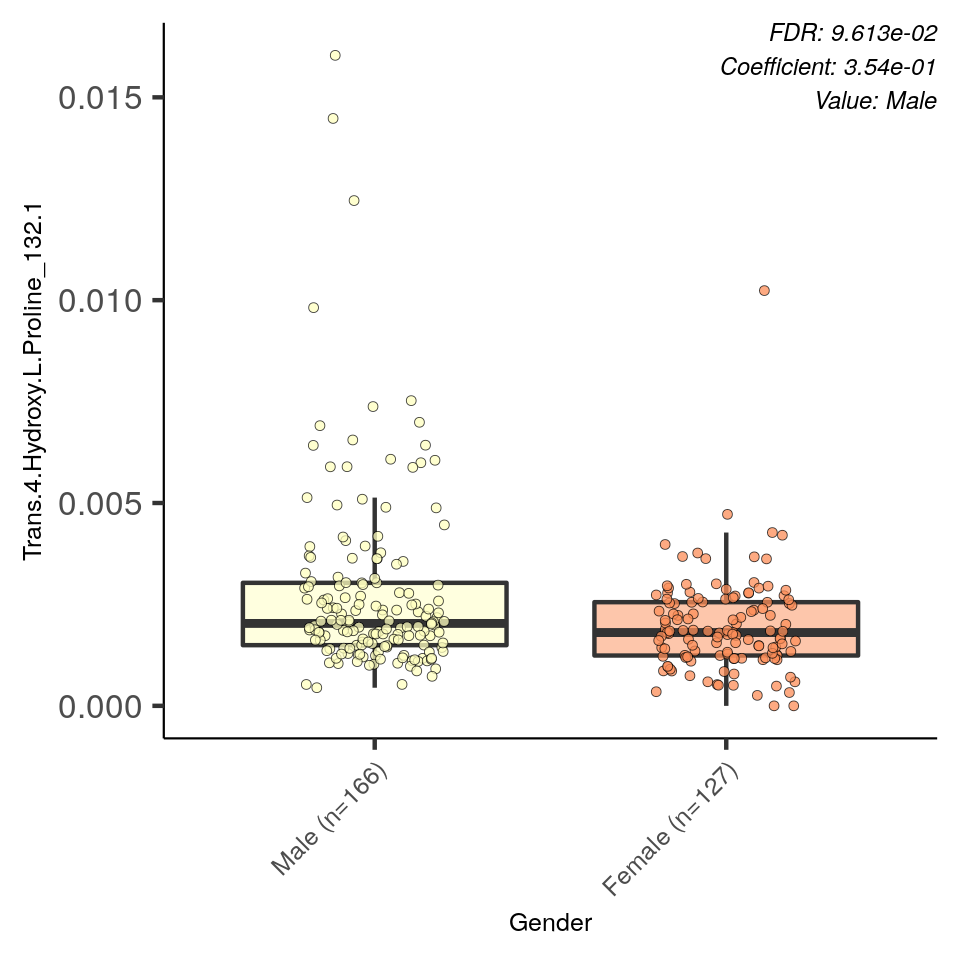 FDR: 9.613e-02
Coefficient: 3.54e-01
Value: Male
Trans.4.Hydroxy.L.Proline_132.1
0.015
0.010
0.005
0.000
Male (n=166)
Female (n=127)
Gender